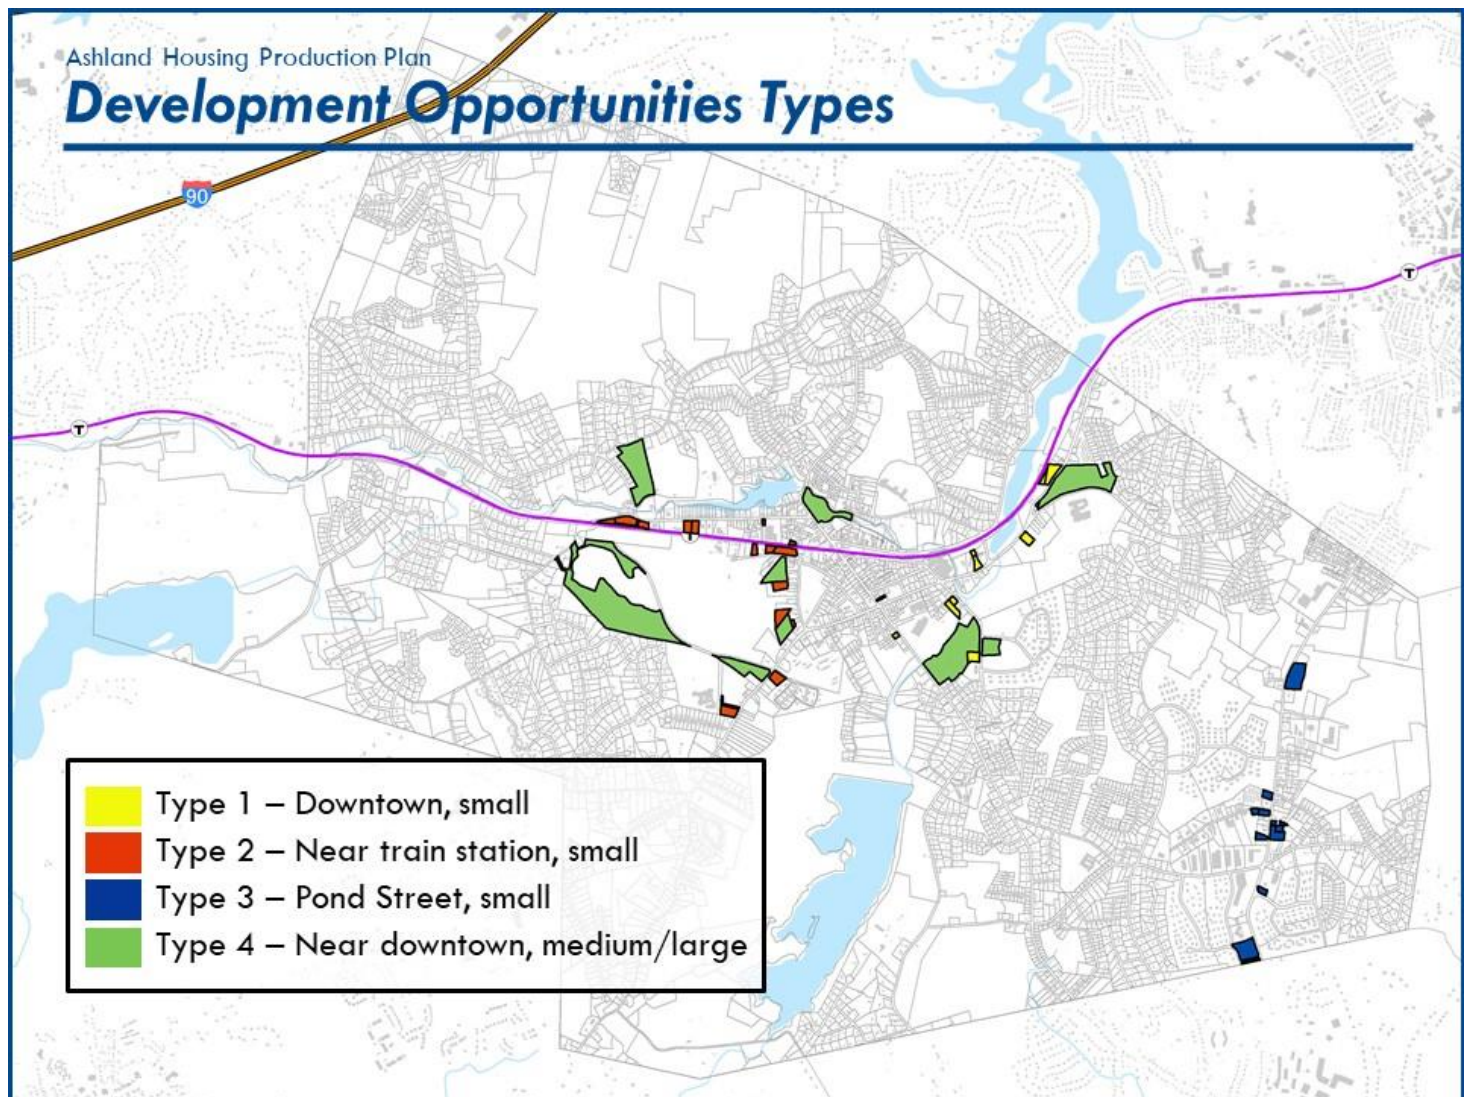 Ashland Housing Production Plan
Development Opportunities Types
90
T
T
T
Type 1 – Downtown, small
Type 2 – Near train station, small
Type 3 – Pond Street, small
Type 4 – Near downtown, medium/large